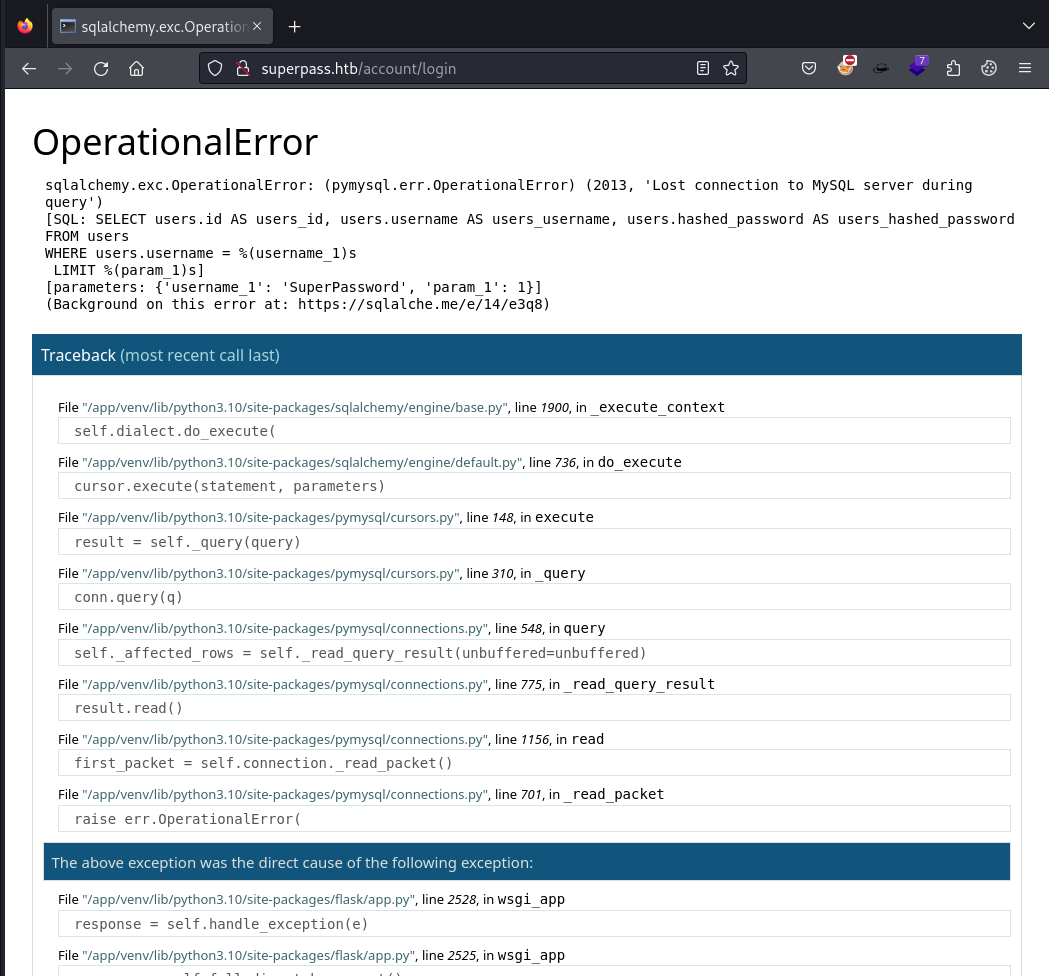 sqlalchemy.exc.Operation
superpass.htb/account/login
7
OperationalError
sqlalchemy.exc.OperationalError: (pymysql.err.OperationalError) (2013, 'Lost connection to MySQL server during
query')
[SQL: SELECT users.id AS users_id, users.username AS users_username, users.hashed_password AS users_hashed_password
FROM users
WHERE users.username = %(username_1)s
 LIMIT %(param_1)s]
[parameters: {'username_1': 'SuperPassword', 'param_1': 1}]
(Background on this error at: https://sqlalche.me/e/14/e3q8)
Traceback (most recent call last)
File "/app/venv/lib/python3.10/site-packages/sqlalchemy/engine/base.py", line 1900, in _execute_context
self.dialect.do_execute(
File "/app/venv/lib/python3.10/site-packages/sqlalchemy/engine/default.py", line 736, in do_execute
cursor.execute(statement, parameters)
File "/app/venv/lib/python3.10/site-packages/pymysql/cursors.py", line 148, in execute
result = self._query(query)
File "/app/venv/lib/python3.10/site-packages/pymysql/cursors.py", line 310, in _query
conn.query(q)
File "/app/venv/lib/python3.10/site-packages/pymysql/connections.py", line 548, in query
self._affected_rows = self._read_query_result(unbuffered=unbuffered)
File "/app/venv/lib/python3.10/site-packages/pymysql/connections.py", line 775, in _read_query_result
result.read()
File "/app/venv/lib/python3.10/site-packages/pymysql/connections.py", line 1156, in read
first_packet = self.connection._read_packet()
File "/app/venv/lib/python3.10/site-packages/pymysql/connections.py", line 701, in _read_packet
raise err.OperationalError(
The above exception was the direct cause of the following exception:
File "/app/venv/lib/python3.10/site-packages/flask/app.py", line 2528, in wsgi_app
response = self.handle_exception(e)
File "/app/venv/lib/python3.10/site-packages/flask/app.py", line 2525, in wsgi_app